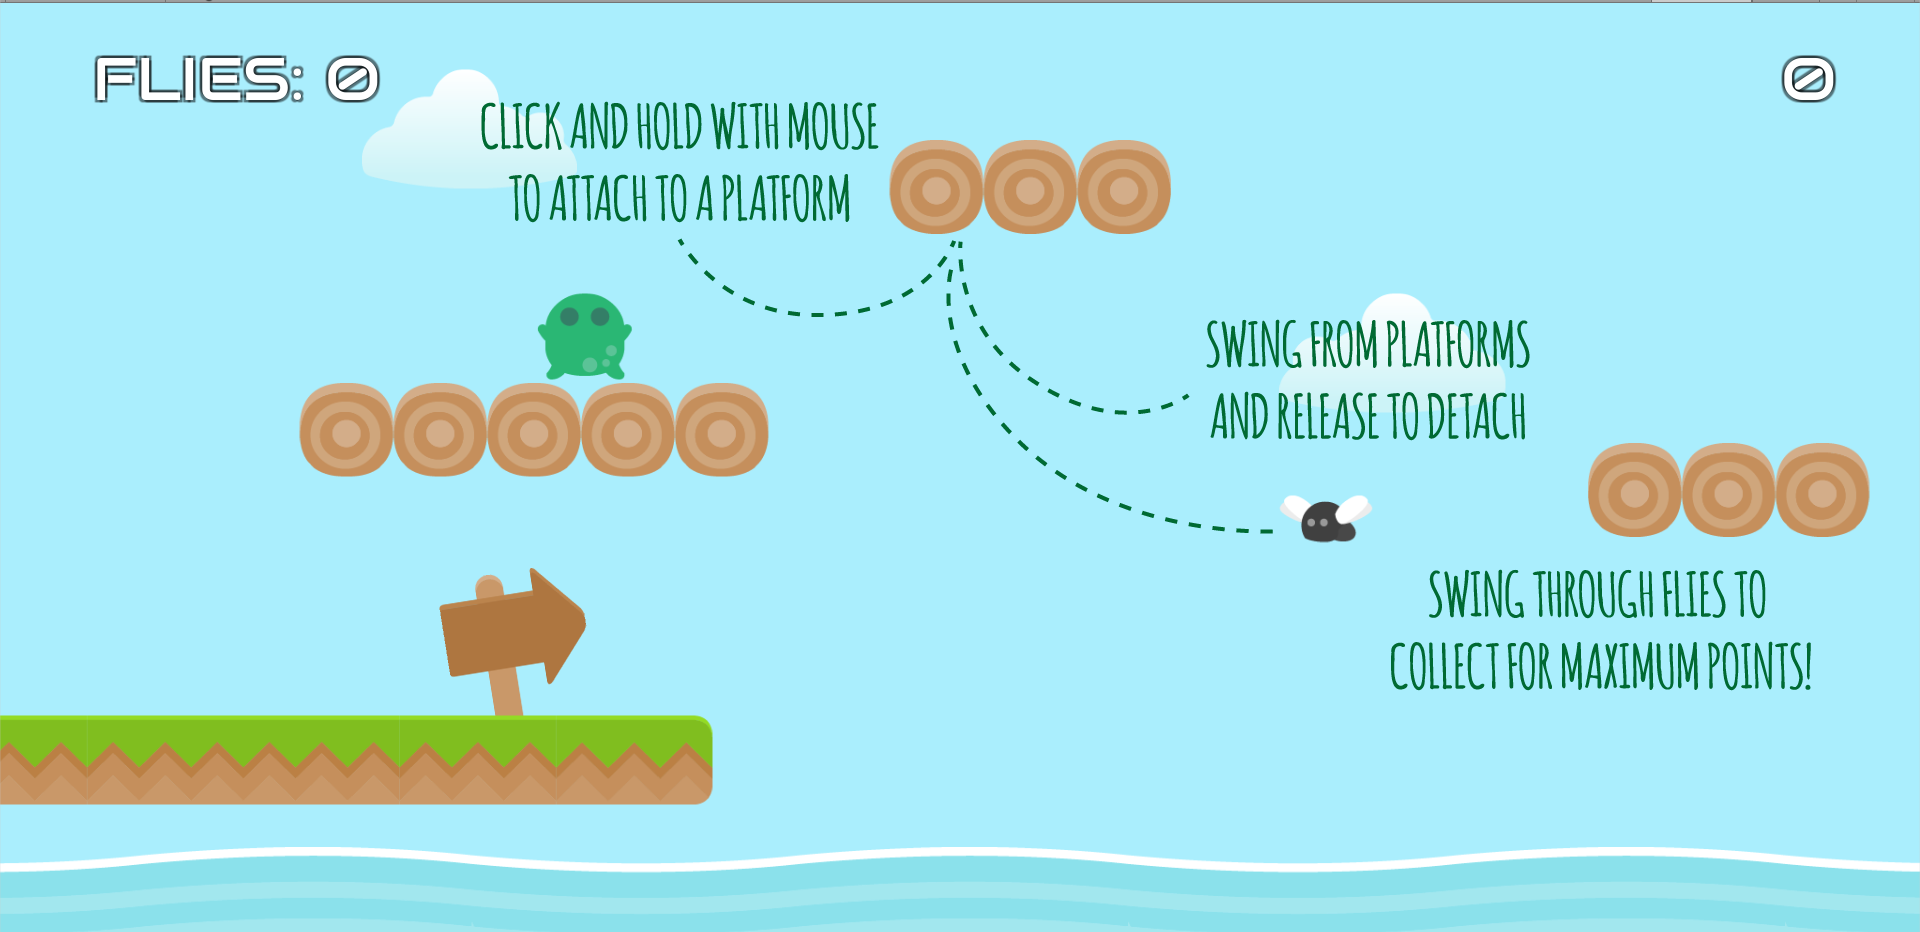 FLIES: 0
0
CLICK AND HOLD WITH MOUSE
TO ATTACH TO A PLATFORM
SWING FROM PLATFORMS
AND RELEASE TO DETACH
SWING THROUGH FLIES TO
COLLECT FOR MAXIMUM POINTS!